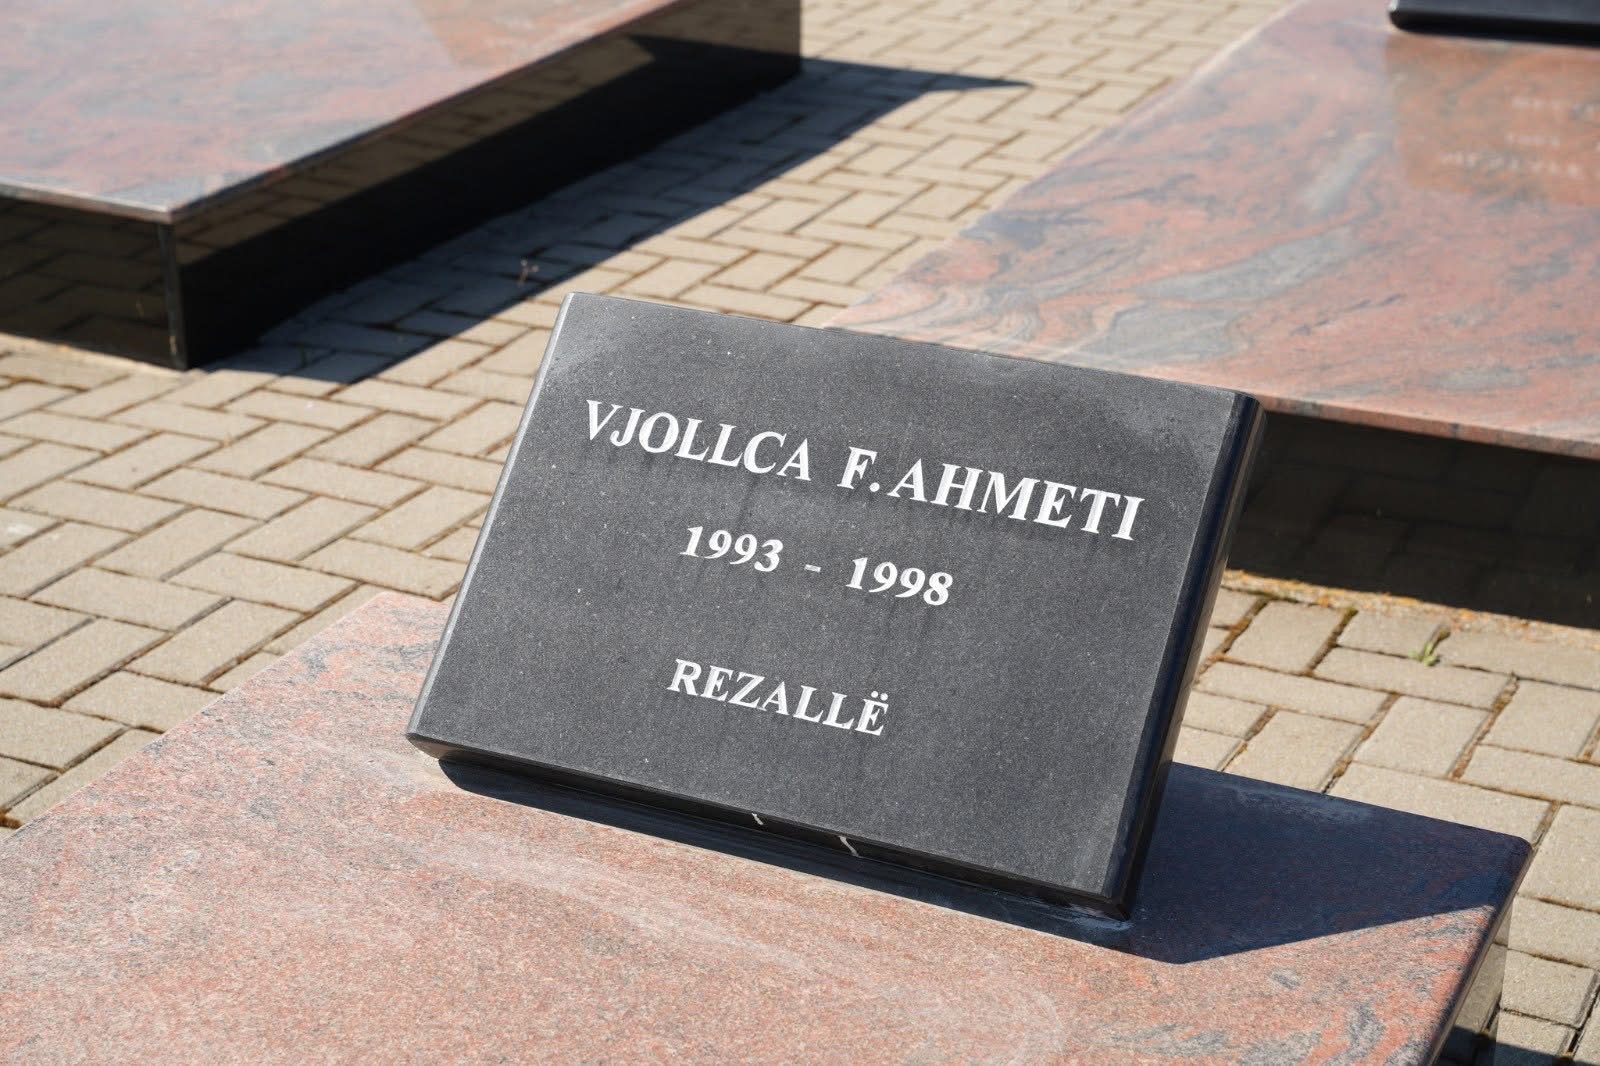 VJOLLCA F. AHMETI
1993 - 1998
REZALLË